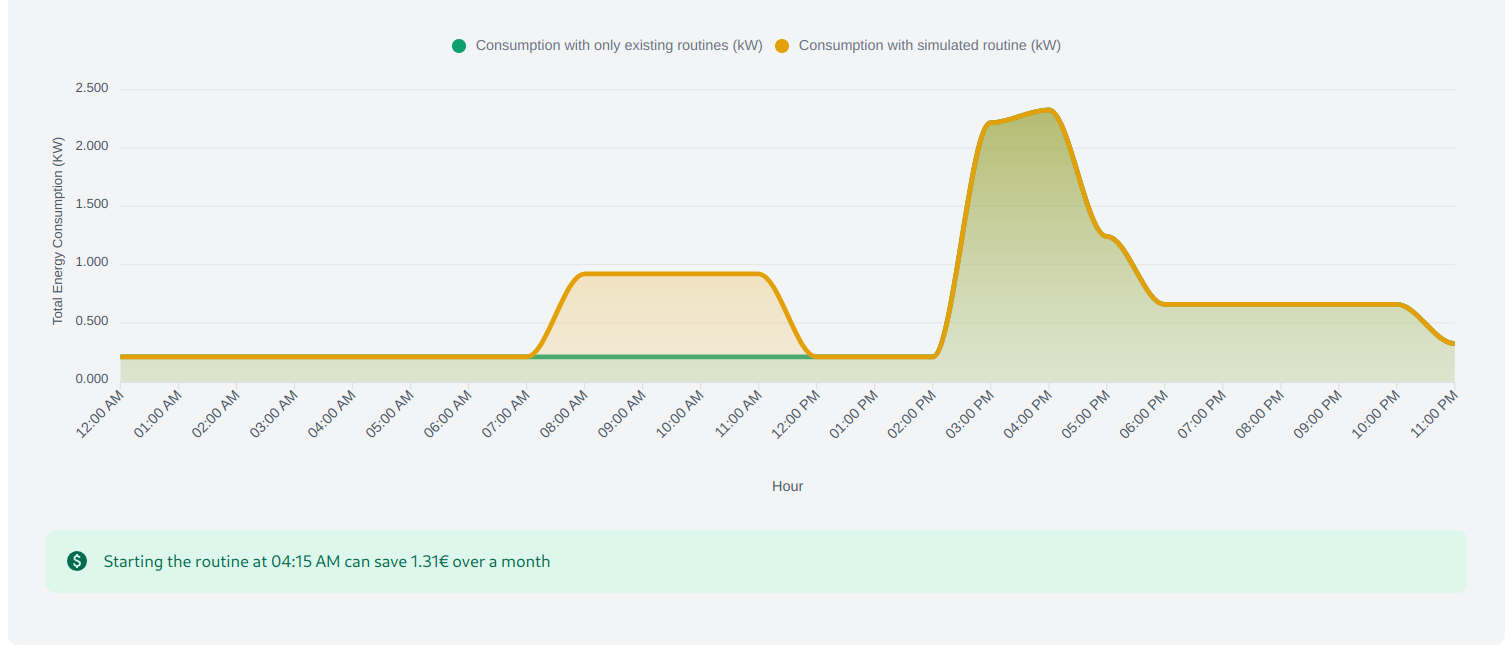 Consumption with only existing routines (kW) Consumption with simulated routine (kW)
Total Energy Consumption (KW)
2.500
2.000
1.500
1.000
0.500
0.000
12:00 AM 01:00 AM 02:00 AM 03:00 AM 04:00 AM 05:00 AM 06:00 AM 07:00 AM 08:00 AM 09:00 AM 10:00 AM 11:00 AM 12:00 PM 01:00 PM 02:00 PM 03:00 PM 04:00 PM 05:00 PM 06:00 PM 07:00 PM 08:00 PM 09:00 PM 10:00 PM 11:00 PM
Hour
$ Starting the routine at 04:15 AM can save 1.31€ over a month